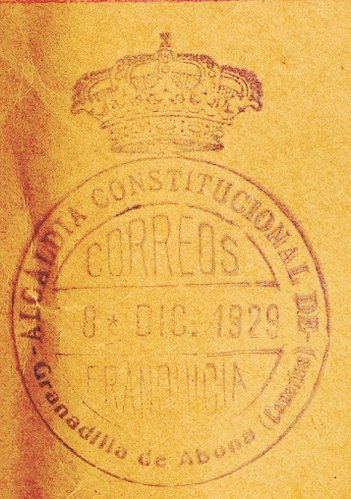 ALCALDIA CONSTITUCIONAL DE
CORREOS
8 * DIC. 1929
FRANQUICIA
Granadilla de Abona (Canarias)